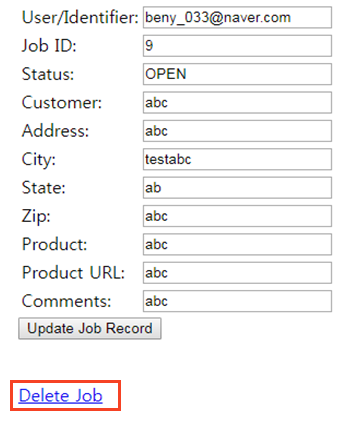 User/Identifier: beny_033@naver.com
Job ID: 9
Status: OPEN
Customer: abc
Address: abc
City: testabc
State: ab
Zip: abc
Product: abc
Product URL: abc
Comments: abc
Update Job Record
Delete Job